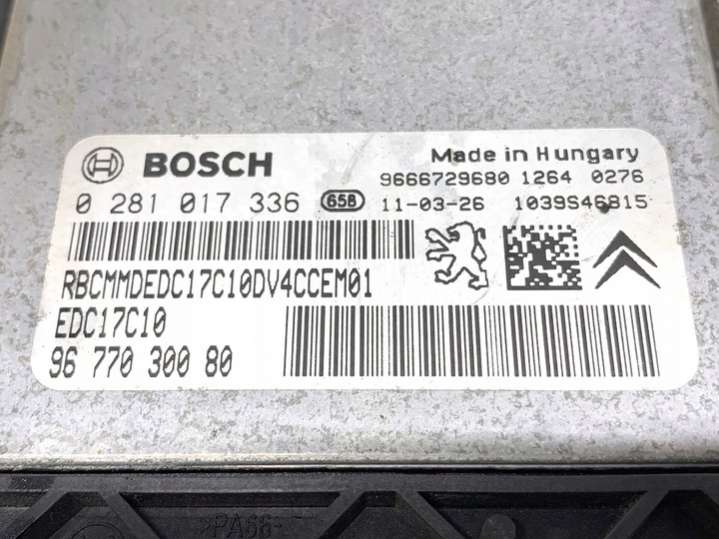 BOSCH Made in Hungary
9666729680 1264 0276
0 281 017 336 658 11-03-26 1039S46815
RBCMMDEDC17C10DV4CCEM01
EDC17C10
96 770 300 80
>PA66-